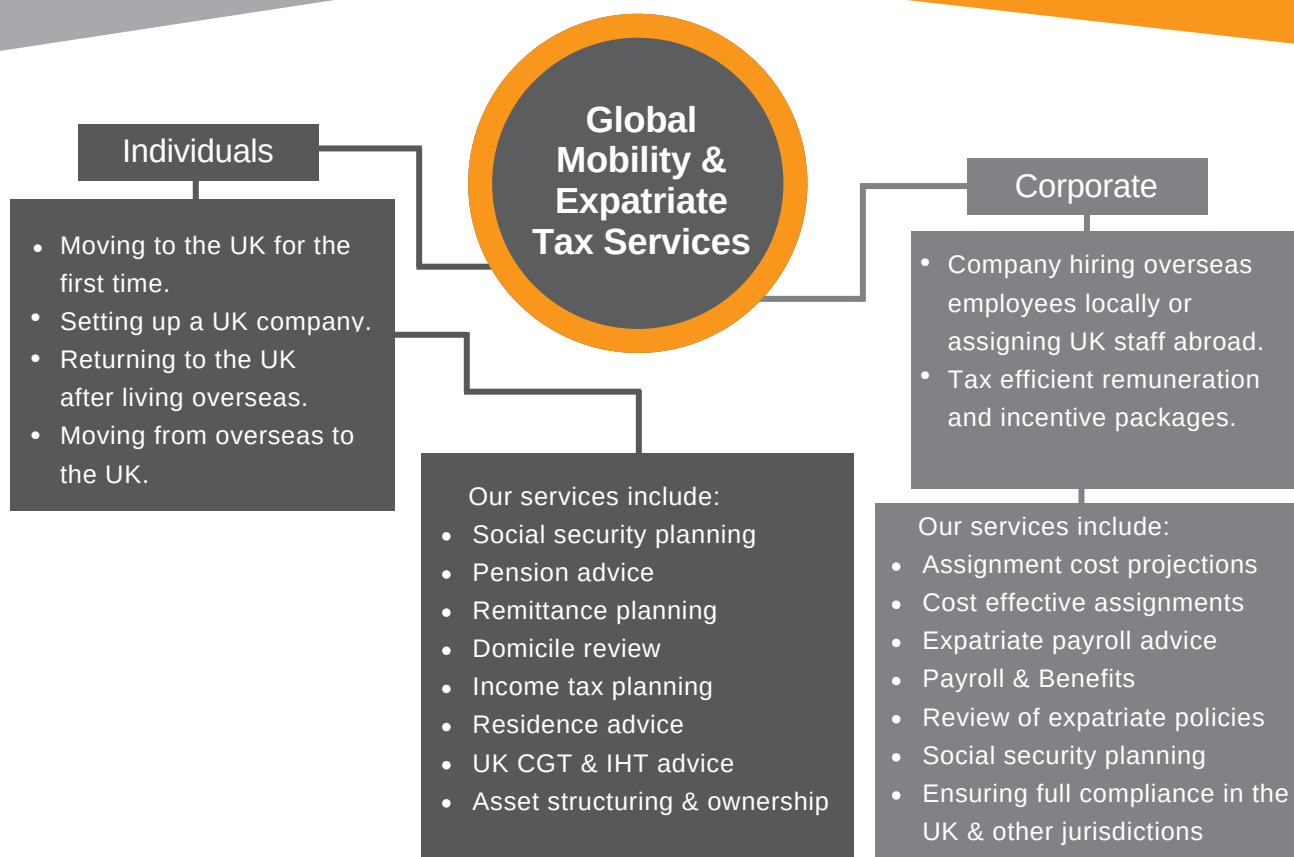 Global
Mobility &
Expatriate
Tax Services
Individuals
• Moving to the UK for the
first time.
• Setting up a UK company.
• Returning to the UK
after living overseas.
• Moving from overseas to
the UK.
Our services include:
• Social security planning
• Pension advice
• Remittance planning
• Domicile review
• Income tax planning
• Residence advice
• UK CGT & IHT advice
• Asset structuring & ownership
Corporate
• Company hiring overseas
employees locally or
assigning UK staff abroad.
• Tax efficient remuneration
and incentive packages.
Our services include:
• Assignment cost projections
• Cost effective assignments
• Expatriate payroll advice
• Payroll & Benefits
• Review of expatriate policies
• Social security planning
• Ensuring full compliance in the
UK & other jurisdictions